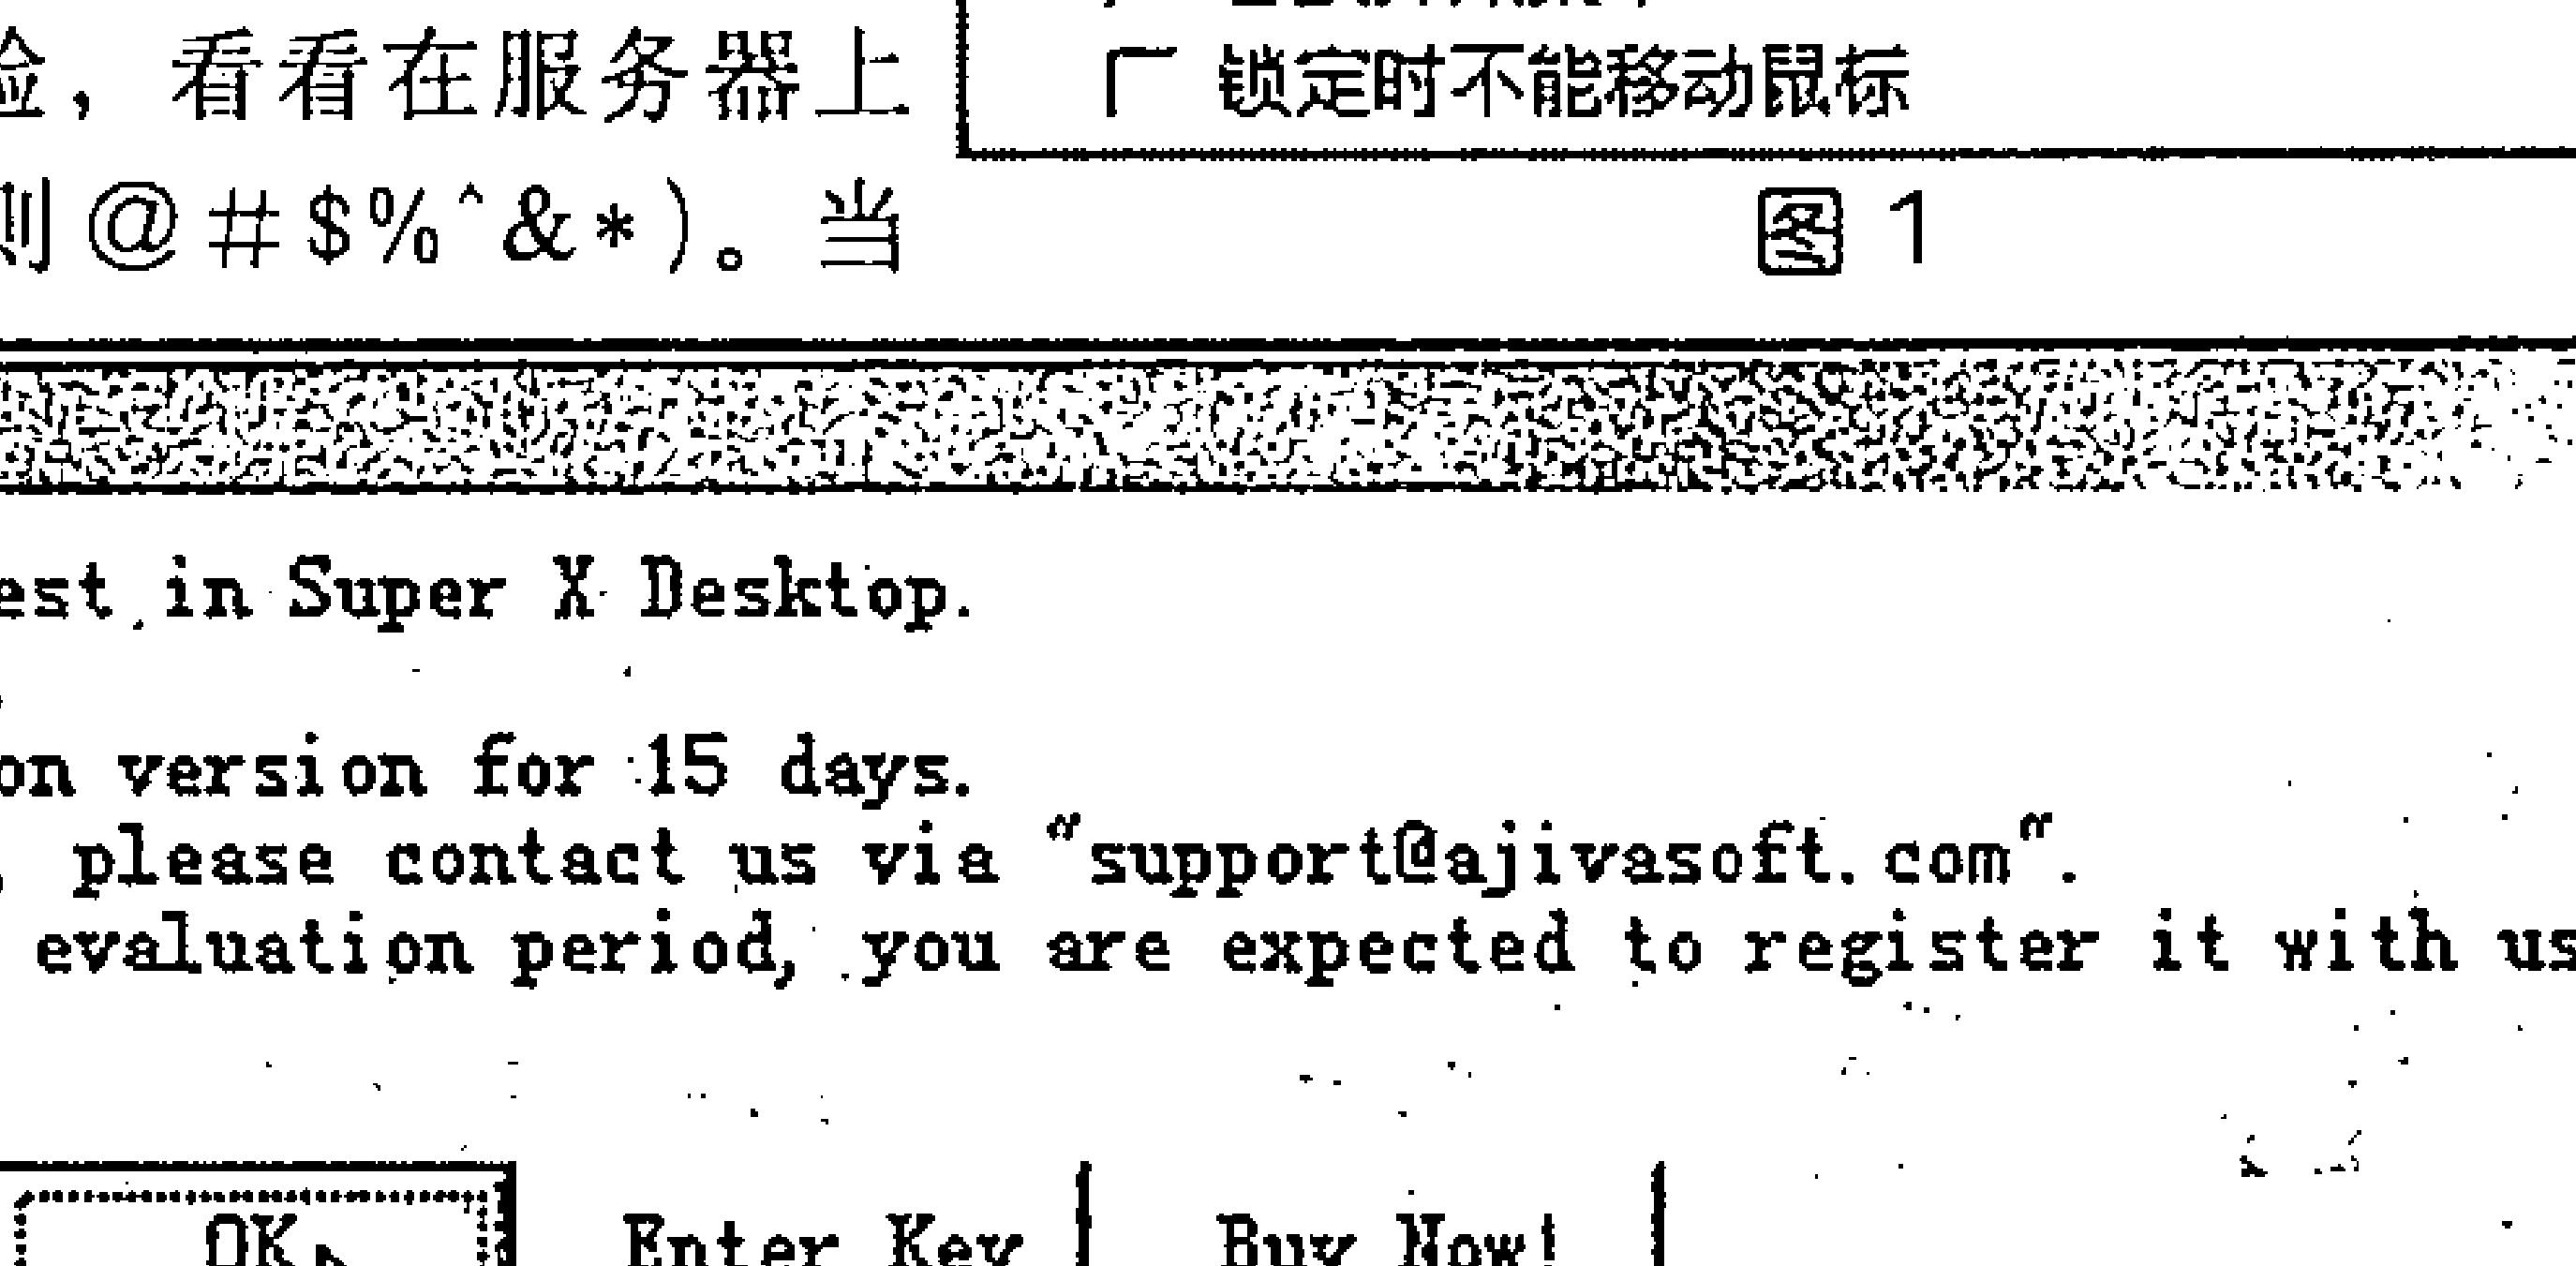 险，看看在服务器上
则@#$%^&*)。当
锁定时不能移动鼠标
图1
est in Super X Desktop.
on version for 15 days.
, please contact us via "support@ajivasoft.com".
evaluation period, you are expected to register it with us
OK
Enter Key
Buy Now!